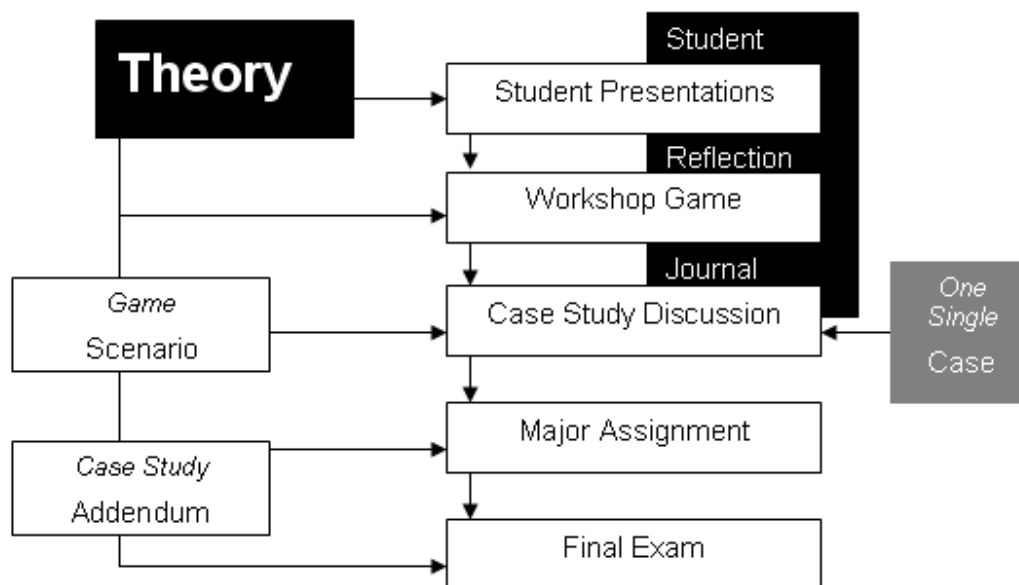 Student
Theory
Student Presentations
Reflection
Workshop Game
Journal
Game
Scenario
Case Study Discussion
One
Single
Case
Major Assignment
Case Study
Addendum
Final Exam